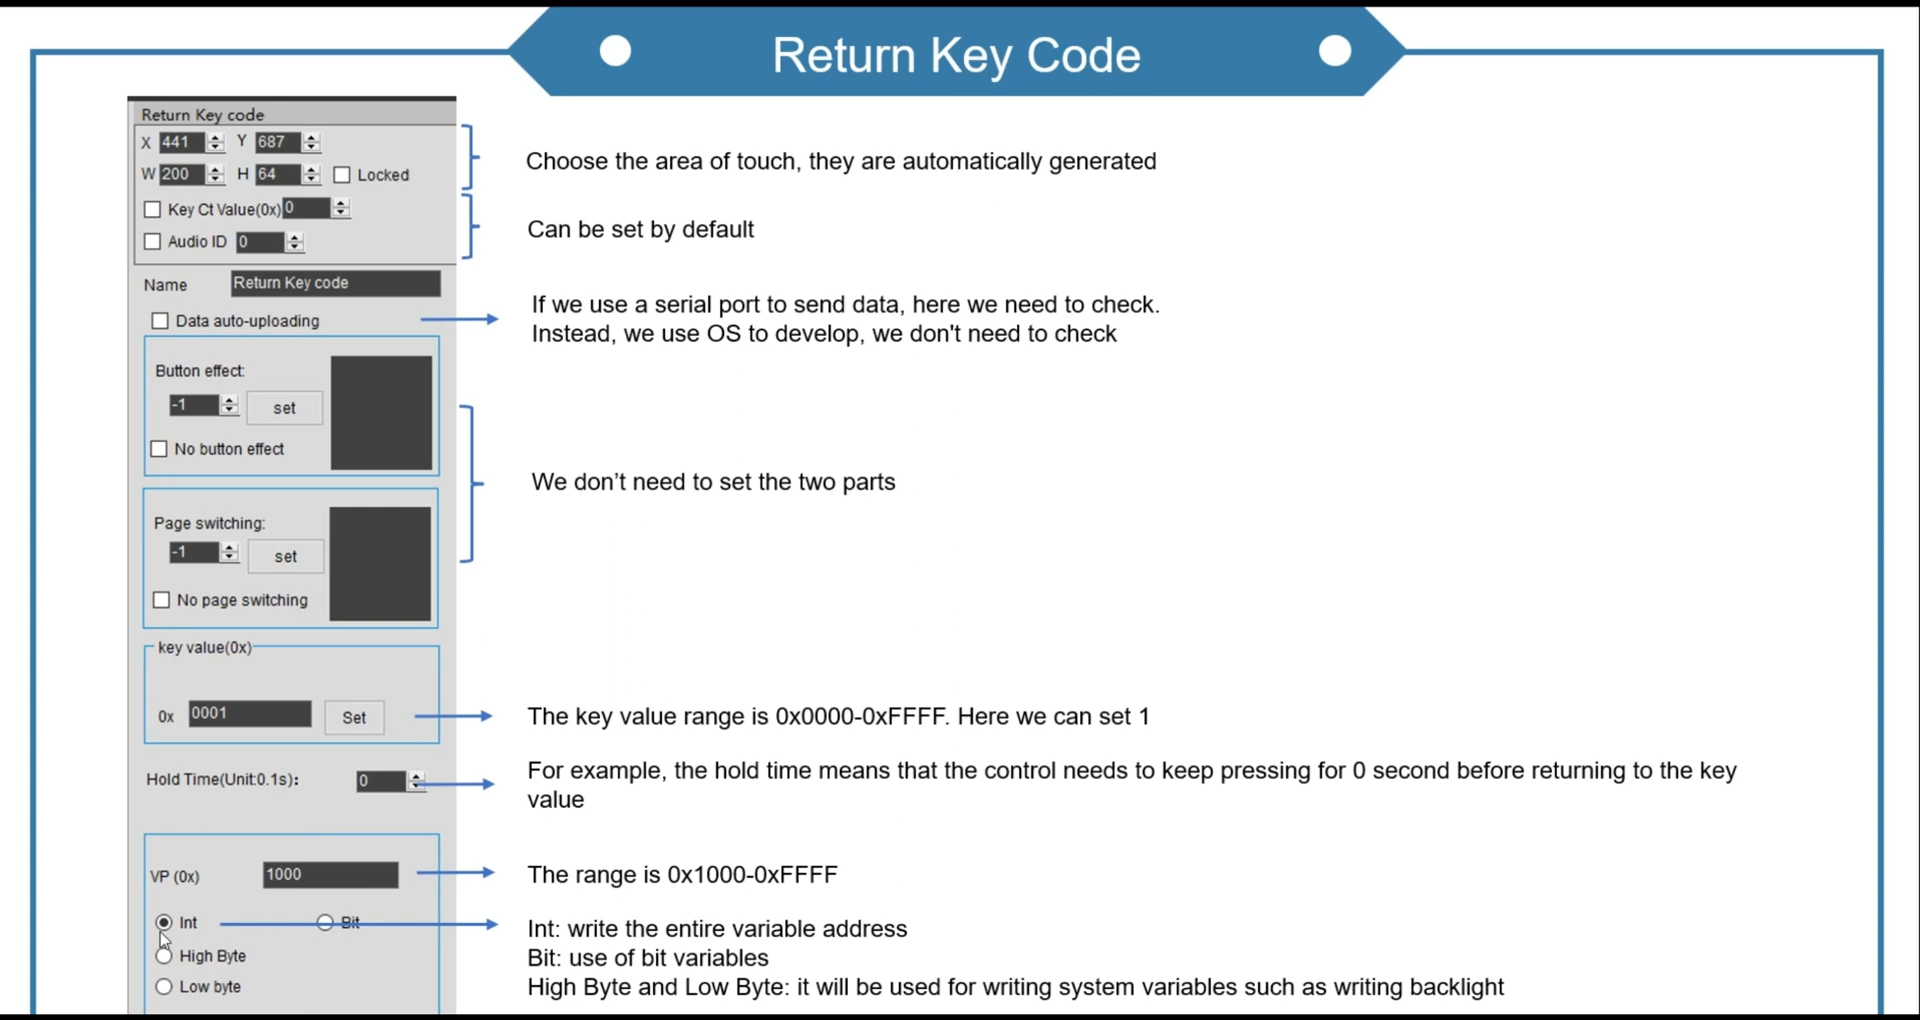 Return Key Code
Return Key code
X 441 Y 687
W 200 H 64 Locked
Choose the area of touch, they are automatically generated
Key Ct Value(0x) 0
Audio ID 0
Can be set by default
Name Return Key code
Data auto-uploading
If we use a serial port to send data, here we need to check.
Instead, we use OS to develop, we don't need to check
Button effect:
-1 set
No button effect
We don’t need to set the two parts
Page switching:
-1 set
No page switching
key value(0x)
0x 0001 Set
The key value range is 0x0000-0xFFFF. Here we can set 1
Hold Time(Unit:0.1s): 0
For example, the hold time means that the control needs to keep pressing for 0 second before returning to the key
value
VP (0x) 1000
The range is 0x1000-0xFFFF
Int Bit
High Byte
Low byte
Int: write the entire variable address
Bit: use of bit variables
High Byte and Low Byte: it will be used for writing system variables such as writing backlight